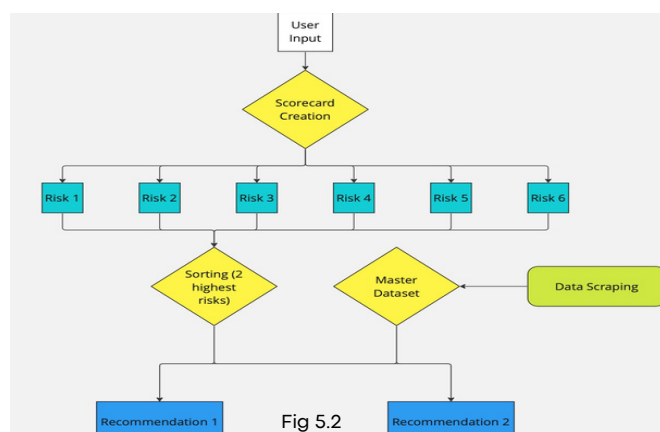 User
Input
Scorecard
Creation
Risk 1
Risk 2
Risk 3
Risk 4
Risk 5
Risk 6
Sorting (2
highest
risks)
Master
Dataset
Data Scraping
Recommendation 1
Fig 5.2
Recommendation 2